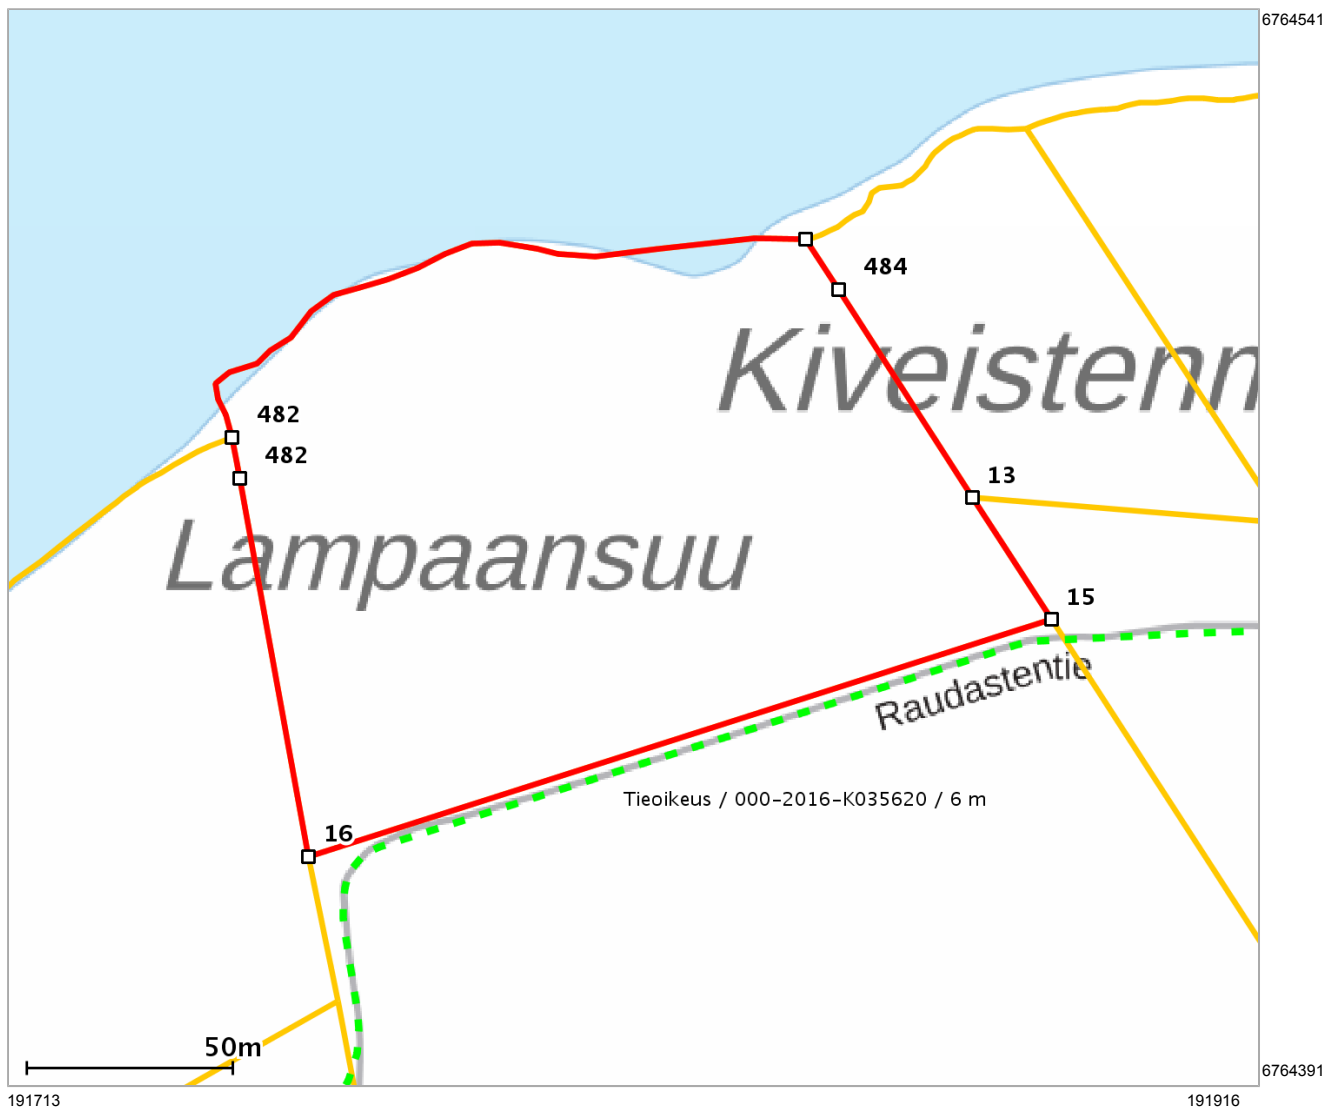 6764541
484
Kiveistenn
482
482
13
Lampaansuu
15
Raudastentie
Tieoikeus / 000-2016-K035620 / 6 m
16
50m
6764391
191713
191916